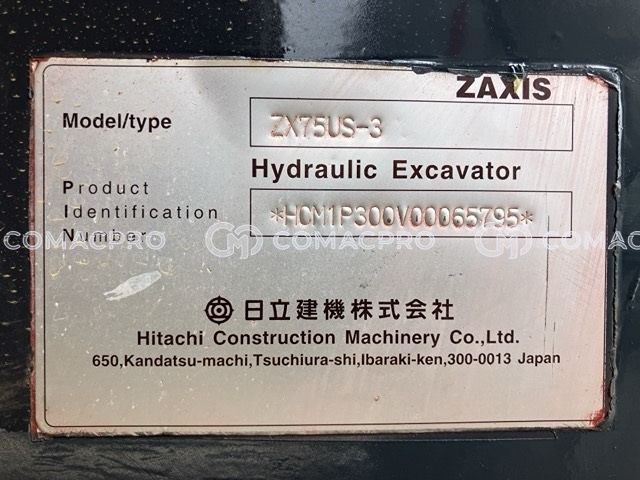 ZAXIS
Model/type ZX75US-3
Hydraulic Excavator
Product
Identification *HCM1P300V00065795*
Number
COMACPRO COMACPRO COMACPRO
日立建機株式会社
Hitachi Construction Machinery Co.,Ltd.
650,Kandatsu-machi,Tsuchiura-shi,Ibaraki-ken,300-0013 Japan